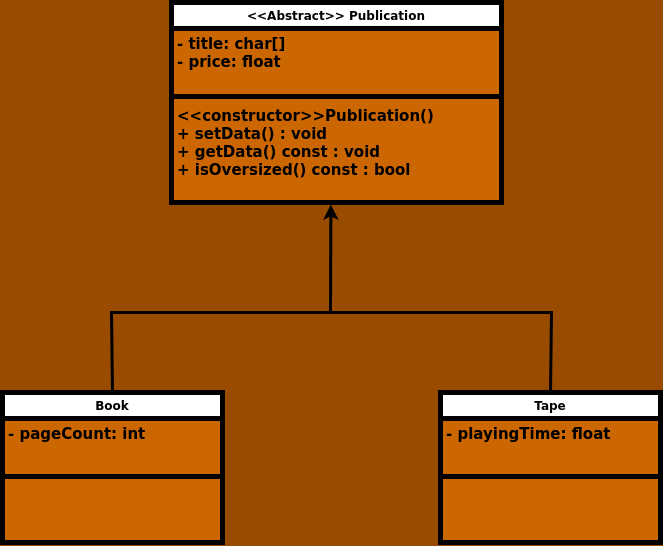 <<Abstract>> Publication
- title: char[]
- price: float
<<constructor>>Publication()
+ setData() : void
+ getData() const : void
+ isOversized() const : bool
Book
- pageCount: int
Tape
- playingTime: float